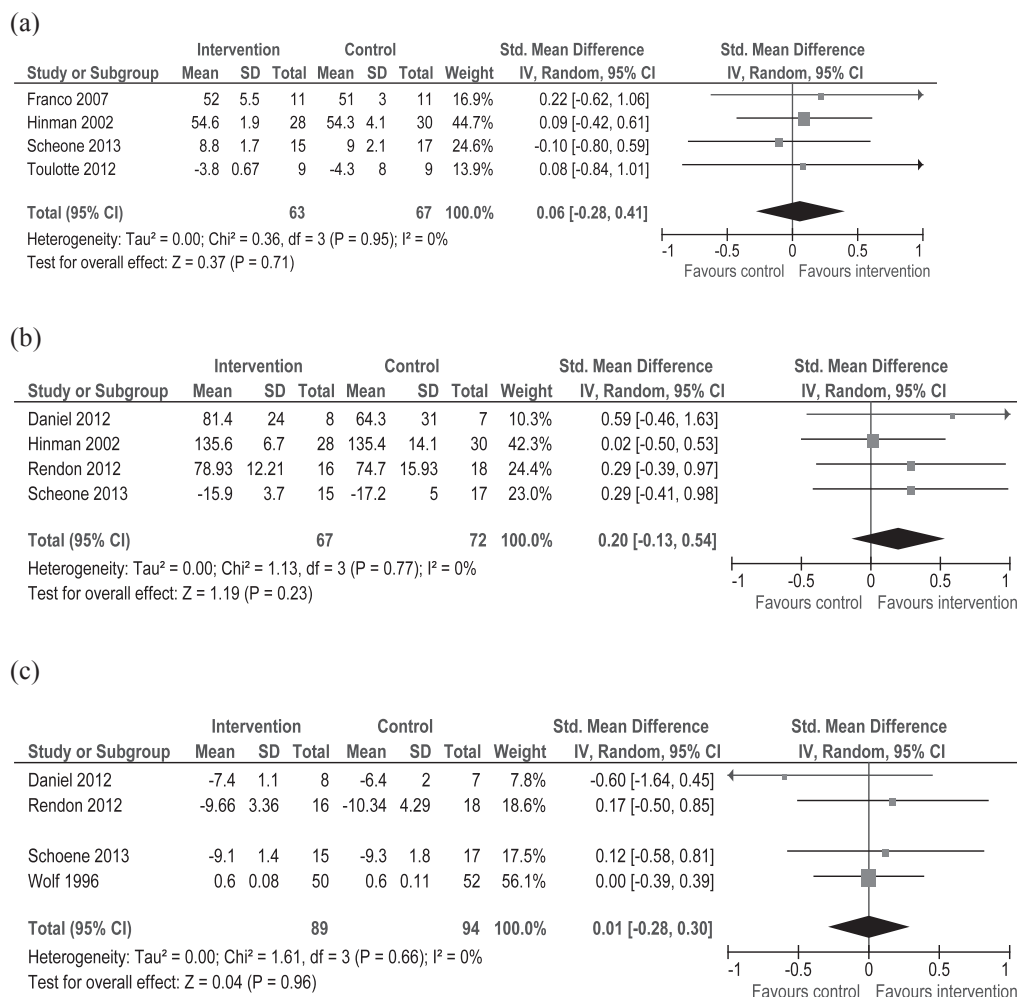 (a)
Intervention Control Std. Mean Difference Std. Mean Difference
Study or Subgroup Mean SD Total Mean SD Total Weight IV, Random, 95% CI IV, Random, 95% CI
Franco 2007 52 5.5 11 51 3 11 16.9% 0.22 [-0.62, 1.06]
Hinman 2002 54.6 1.9 28 54.3 4.1 30 44.7% 0.09 [-0.42, 0.61]
Scheone 2013 8.8 1.7 15 9 2.1 17 24.6% -0.10 [-0.80, 0.59]
Toulotte 2012 -3.8 0.67 9 -4.3 8 9 13.9% 0.08 [-0.84, 1.01]
Total (95% CI) 63 67 100.0% 0.06 [-0.28, 0.41]
Heterogeneity: Tau² = 0.00; Chi² = 0.36, df = 3 (P = 0.95); I² = 0%
Test for overall effect: Z = 0.37 (P = 0.71)
-1 -0.5 0 0.5 1
Favours control Favours intervention
(b)
Intervention Control Std. Mean Difference Std. Mean Difference
Study or Subgroup Mean SD Total Mean SD Total Weight IV, Random, 95% CI IV, Random, 95% CI
Daniel 2012 81.4 24 8 64.3 31 7 10.3% 0.59 [-0.46, 1.63]
Hinman 2002 135.6 6.7 28 135.4 14.1 30 42.3% 0.02 [-0.50, 0.53]
Rendon 2012 78.93 12.21 16 74.7 15.93 18 24.4% 0.29 [-0.39, 0.97]
Scheone 2013 -15.9 3.7 15 -17.2 5 17 23.0% 0.29 [-0.41, 0.98]
Total (95% CI) 67 72 100.0% 0.20 [-0.13, 0.54]
Heterogeneity: Tau² = 0.00; Chi² = 1.13, df = 3 (P = 0.77); I² = 0%
Test for overall effect: Z = 1.19 (P = 0.23)
-1 -0.5 0 0.5 1
Favours control Favours intervention
(c)
Intervention Control Std. Mean Difference Std. Mean Difference
Study or Subgroup Mean SD Total Mean SD Total Weight IV, Random, 95% CI IV, Random, 95% CI
Daniel 2012 -7.4 1.1 8 -6.4 2 7 7.8% -0.60 [-1.64, 0.45]
Rendon 2012 -9.66 3.36 16 -10.34 4.29 18 18.6% 0.17 [-0.50, 0.85]
Schoene 2013 -9.1 1.4 15 -9.3 1.8 17 17.5% 0.12 [-0.58, 0.81]
Wolf 1996 0.6 0.08 50 0.6 0.11 52 56.1% 0.00 [-0.39, 0.39]
Total (95% CI) 89 94 100.0% 0.01 [-0.28, 0.30]
Heterogeneity: Tau² = 0.00; Chi² = 1.61, df = 3 (P = 0.66); I² = 0%
Test for overall effect: Z = 0.04 (P = 0.96)
-1 -0.5 0 0.5 1
Favours control Favours intervention